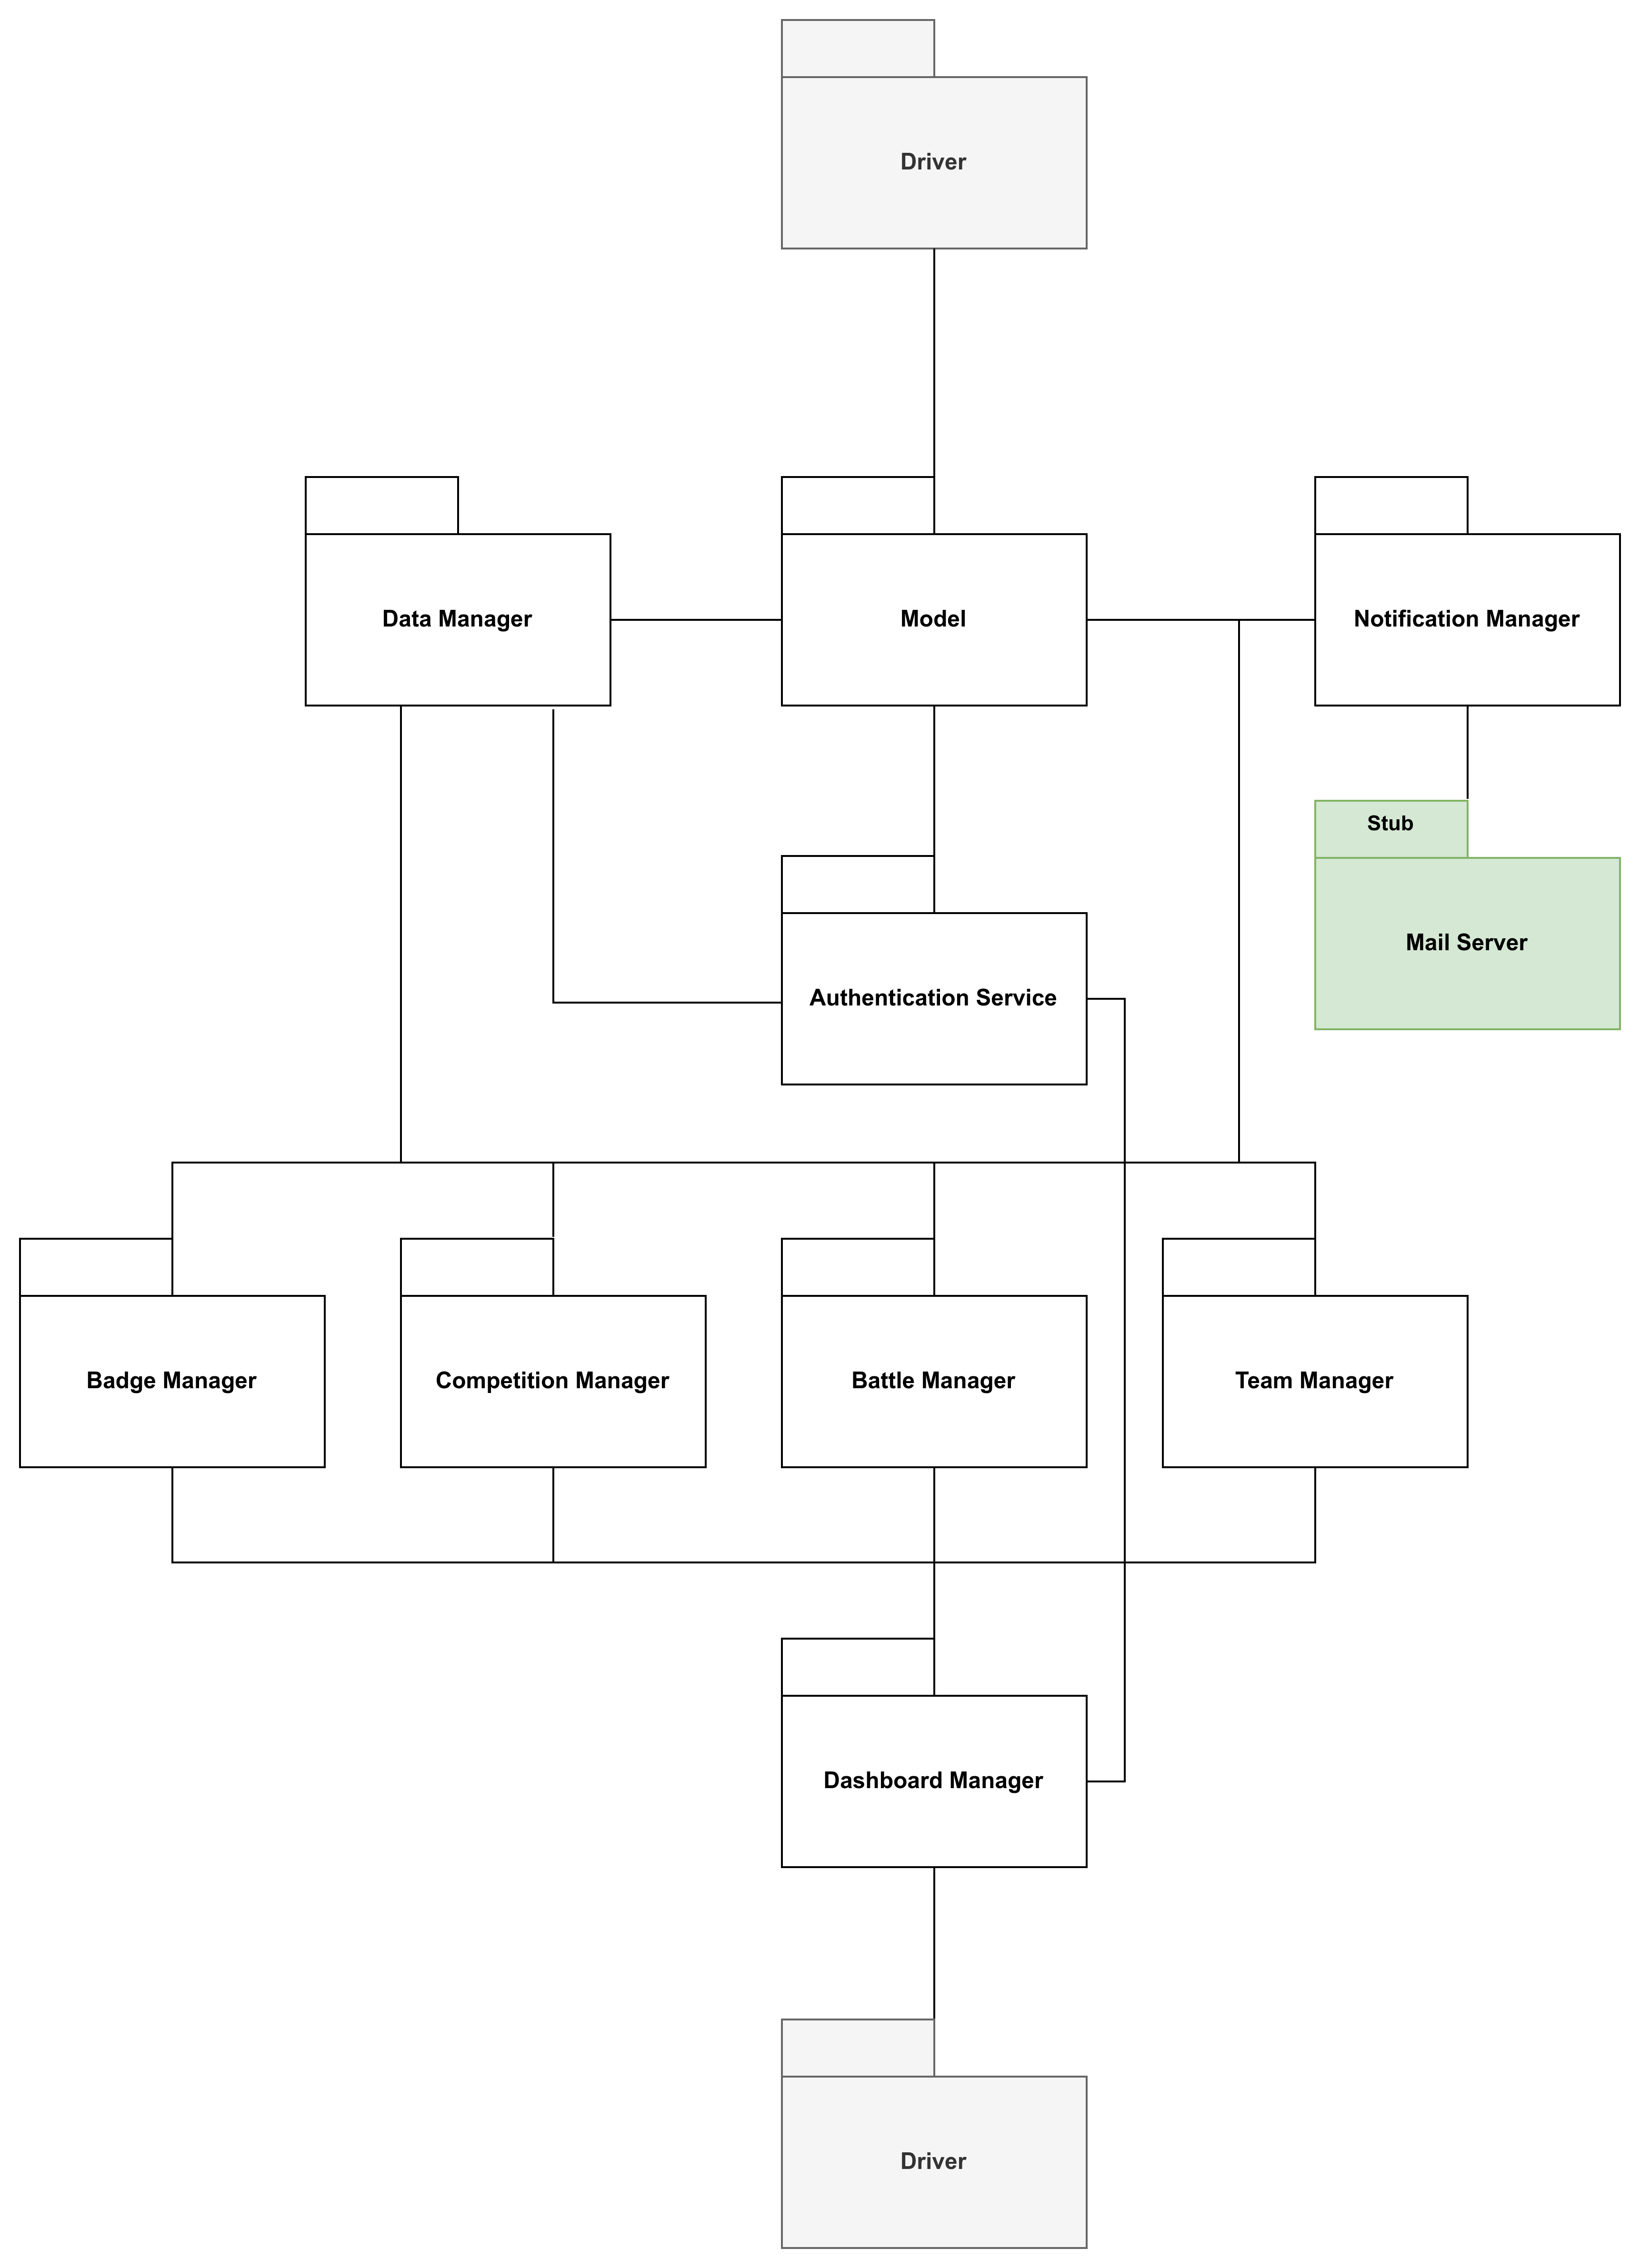 Driver
Data Manager
Model
Notification Manager
Stub
Mail Server
Authentication Service
Badge Manager
Competition Manager
Battle Manager
Team Manager
Dashboard Manager
Driver